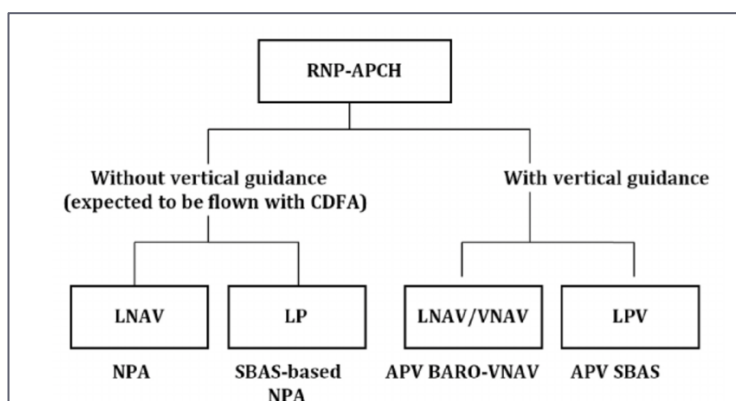 RNP-APCH
Without vertical guidance
(expected to be flown with CDFA)
With vertical guidance
LNAV
LP
LNAV/VNAV
LPV
NPA
SBAS-based
NPA
APV BARO-VNAV
APV SBAS